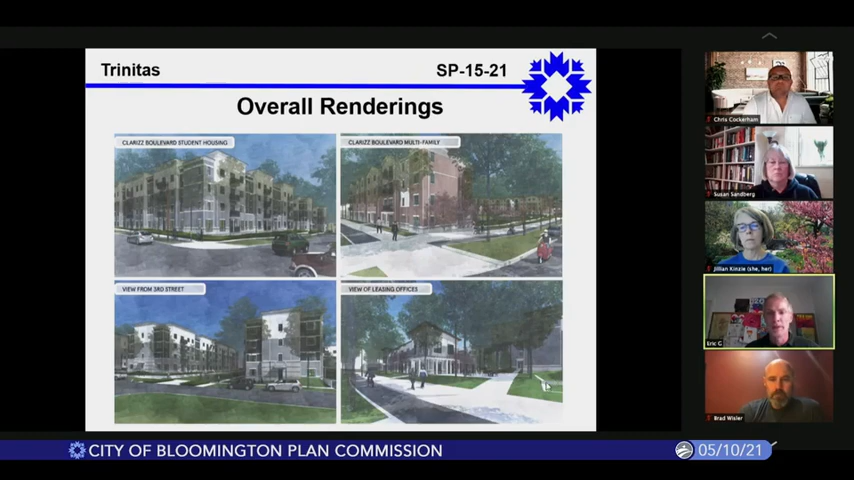 Trinitas
SP-15-21
Overall Renderings
CLARIZZ BOULEVARD STUDENT HOUSING
CLARIZZ BOULEVARD MULTI-FAMILY
VIEW FROM 3RD STREET
VIEW OF LEASING OFFICES
Chris Cockerham
Susan Sandberg
Jillian Kinzie (she, her)
Eric G
Brad Wisler
CITY OF BLOOMINGTON PLAN COMMISSION
05/10/21